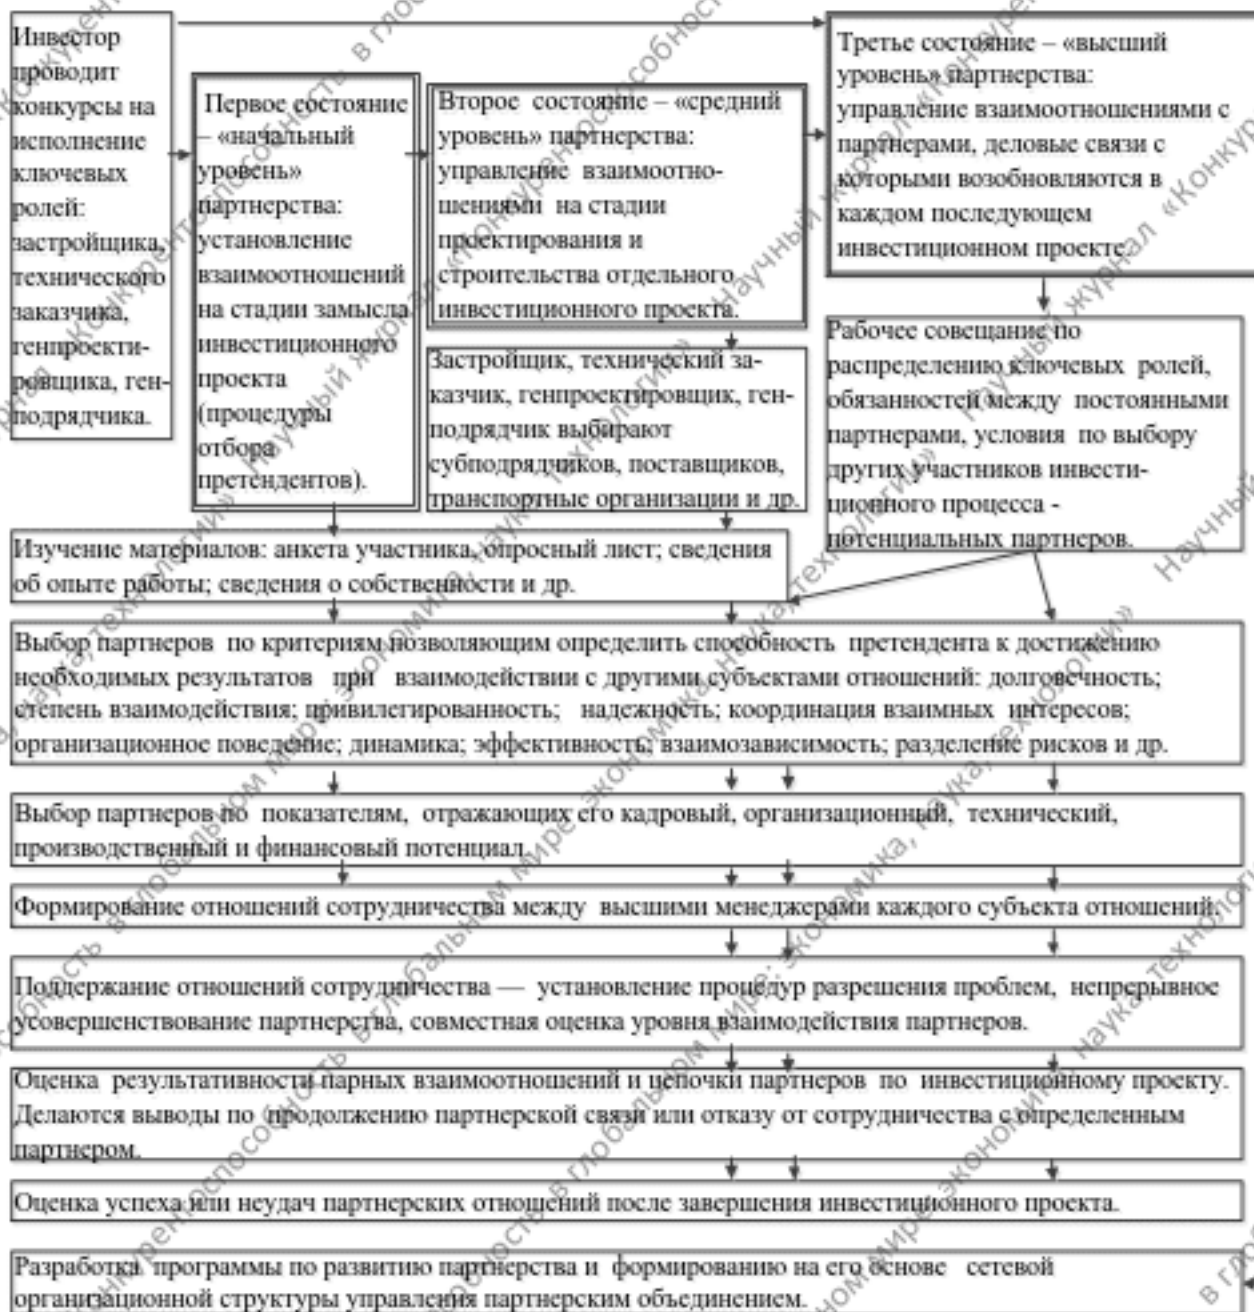 Инвестор
проводит
конкурсы на
исполнение
ключевых
ролей:
застройщика,
технического
заказчика,
генпроекти-
ровщика, ген-
подрядчика.
Первое состояние
– «начальный
уровень»
партнерства:
установление
взаимоотношений
на стадии замысла
инвестиционного
проекта
(процедуры
отбора
претендентов).
Второе состояние – «средний
уровень» партнерства:
управление взаимоотно-
шениями на стадии
проектирования и
строительства отдельного
инвестиционного проекта.
Третье состояние – «высший
уровень» партнерства:
управление взаимоотношениями с
партнерами, деловые связи с
которыми возобновляются в
каждом последующем
инвестиционном проекте.
Застройщик, технический за-
казчик, генпроектировщик, ген-
подрядчик выбирают
субподрядчиков, поставщиков,
транспортные организации и др.
Рабочее совещание по
распределению ключевых ролей,
обязанностей между постоянными
партнерами, условия по выбору
других участников инвести-
ционного процесса -
потенциальных партнеров.
Изучение материалов: анкета участника, опросный лист; сведения
об опыте работы; сведения о собственности и др.
Выбор партнеров по критериям позволяющим определить способность претендента к достижению
необходимых результатов при взаимодействии с другими субъектами отношений: долговечность;
степень взаимодействия; привилегированность; надежность; координация взаимных интересов;
организационное поведение; динамика; эффективность; взаимозависимость; разделение рисков и др.
Выбор партнеров по показателям, отражающих его кадровый, организационный, технический,
производственный и финансовый потенциал.
Формирование отношений сотрудничества между высшими менеджерами каждого субъекта отношений.
Поддержание отношений сотрудничества — установление процедур разрешения проблем, непрерывное
усовершенствование партнерства, совместная оценка уровня взаимодействия партнеров.
Оценка результативности парных взаимоотношений и цепочки партнеров по инвестиционному проекту.
Делаются выводы по продолжению партнерской связи или отказу от сотрудничества с определенным
партнером.
Оценка успеха или неудач партнерских отношений после завершения инвестиционного проекта.
Разработка программы по развитию партнерства и формированию на его основе сетевой
организационной структуры управления партнерским объединением.